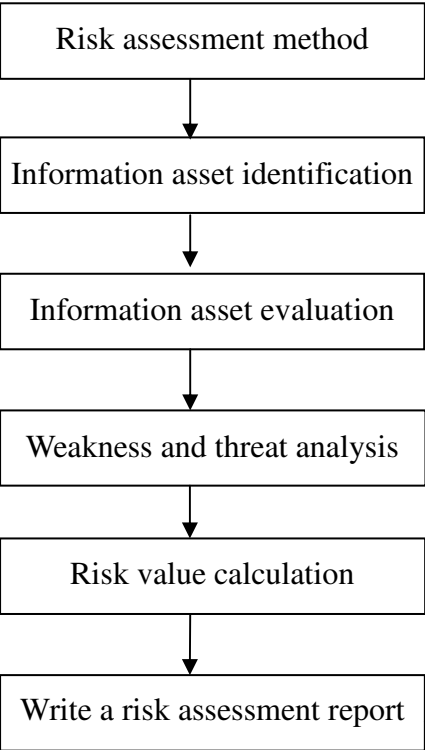 Risk assessment method
Information asset identification
Information asset evaluation
Weakness and threat analysis
Risk value calculation
Write a risk assessment report